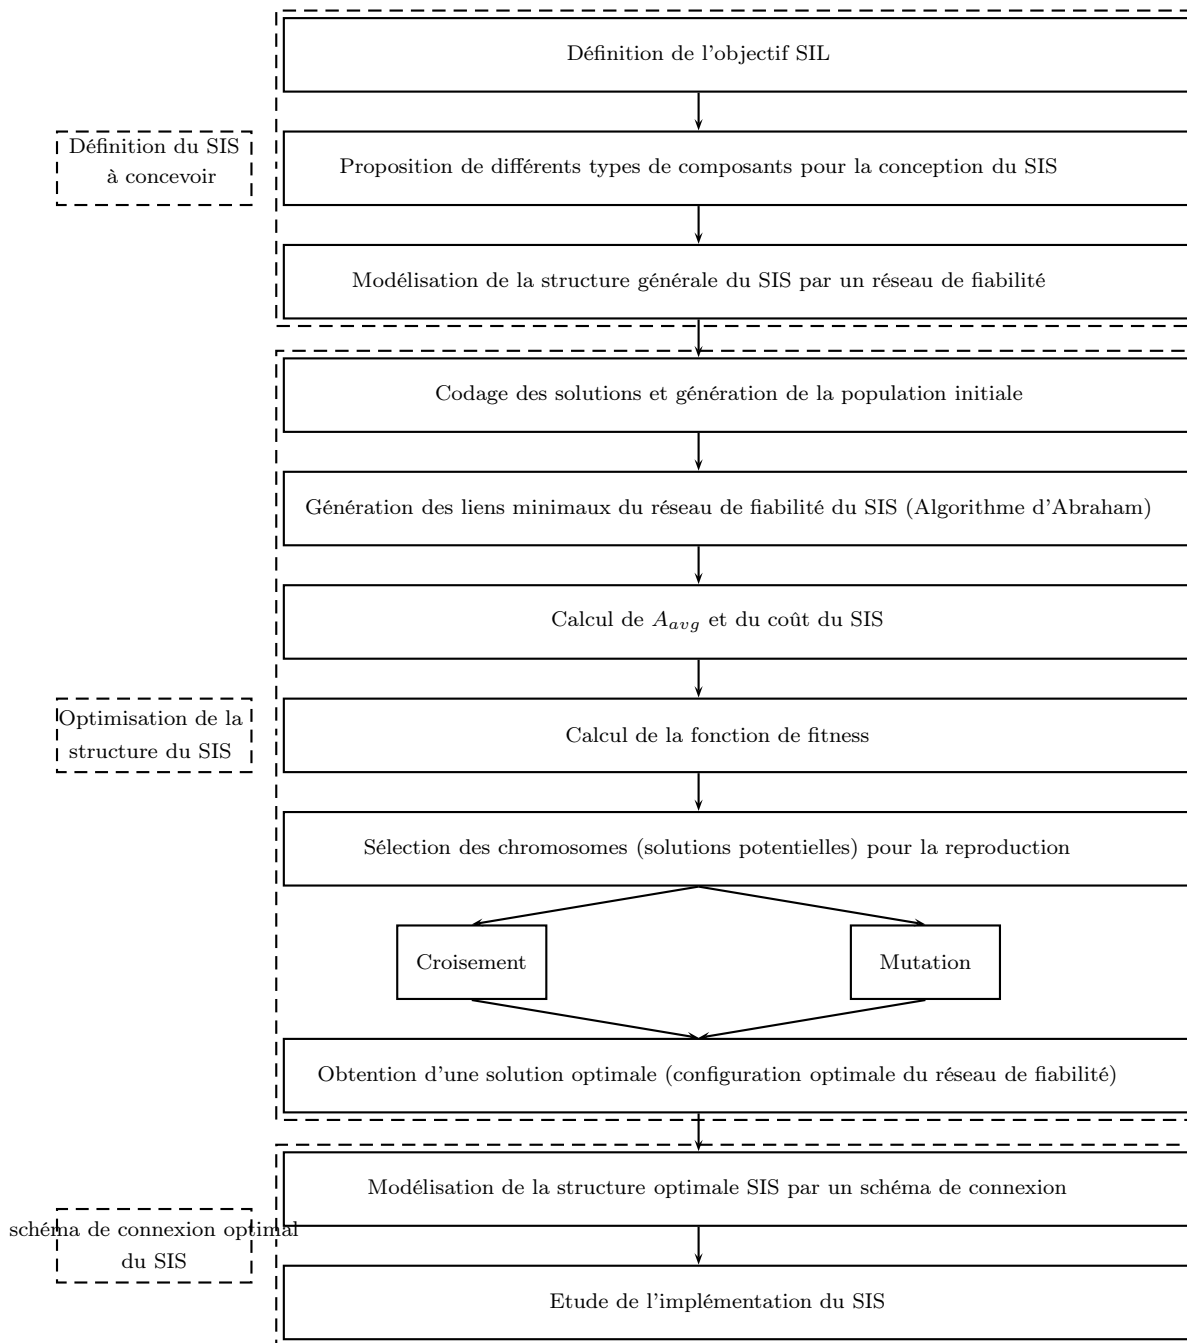 Définition de l'objectif SIL
Définition du SIS
à concevoir
Proposition de différents types de composants pour la conception du SIS
Modélisation de la structure générale du SIS par un réseau de fiabilité
Codage des solutions et génération de la population initiale
Génération des liens minimaux du réseau de fiabilité du SIS (Algorithme d'Abraham)
Calcul de A_{avg} et du coût du SIS
Optimisation de la
structure du SIS
Calcul de la fonction de fitness
Sélection des chromosomes (solutions potentielles) pour la reproduction
Croisement
Mutation
Obtention d'une solution optimale (configuration optimale du réseau de fiabilité)
Modélisation de la structure optimale SIS par un schéma de connexion
schéma de connexion optimal
du SIS
Etude de l'implémentation du SIS